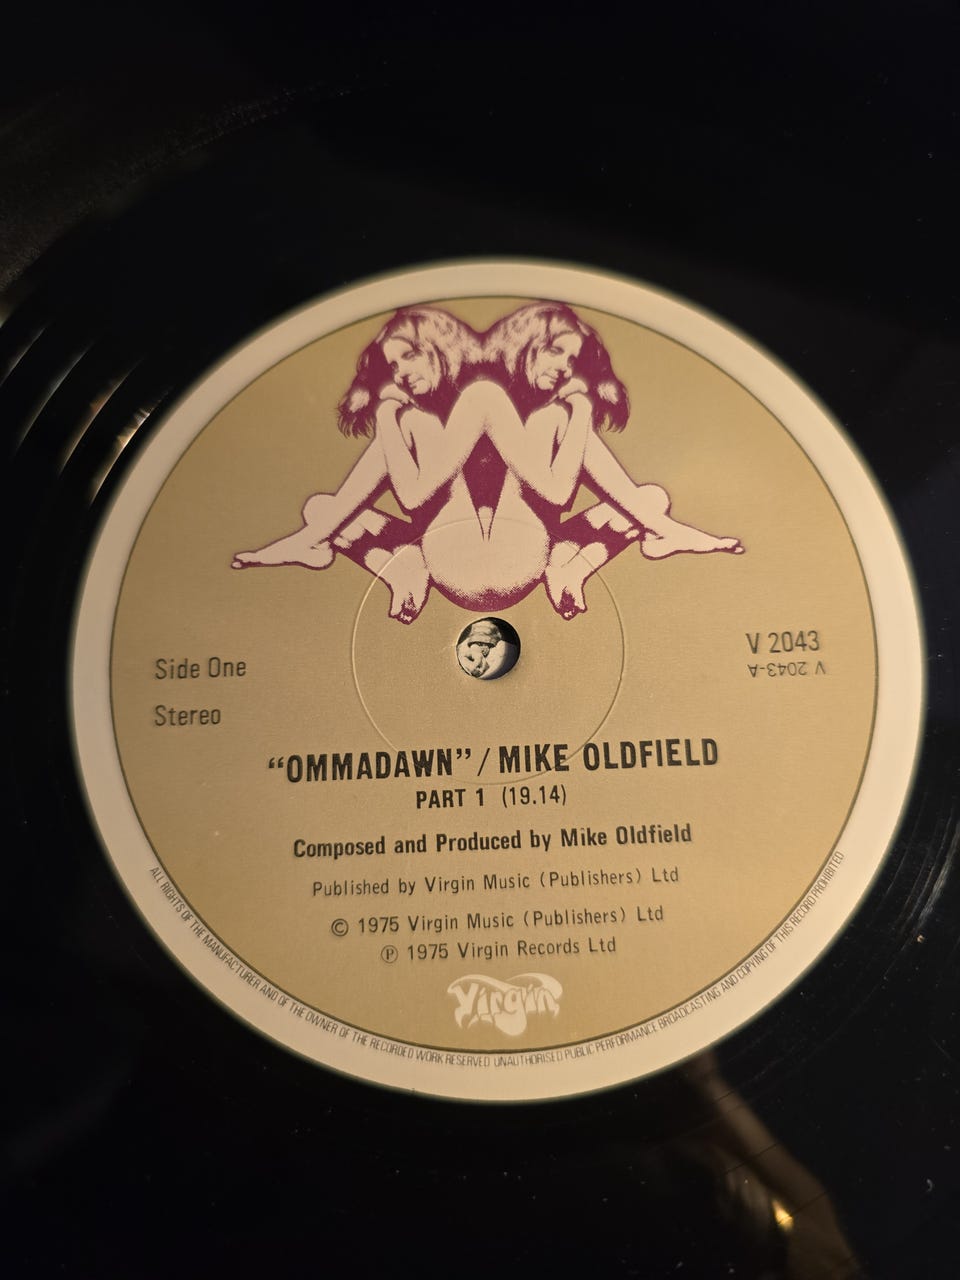 Side One
Stereo
V 2043
V 2043-A
“OMMADAWN” / MIKE OLDFIELD
PART 1 (19.14)
Composed and Produced by Mike Oldfield
Published by Virgin Music (Publishers) Ltd
© 1975 Virgin Music (Publishers) Ltd
℗ 1975 Virgin Records Ltd
Virgin
ALL RIGHTS OF THE MANUFACTURER AND OF THE OWNER OF THE RECORDED WORK RESERVED UNAUTHORISED PUBLIC PERFORMANCE BROADCASTING AND COPYING OF THIS RECORD PROHIBITED